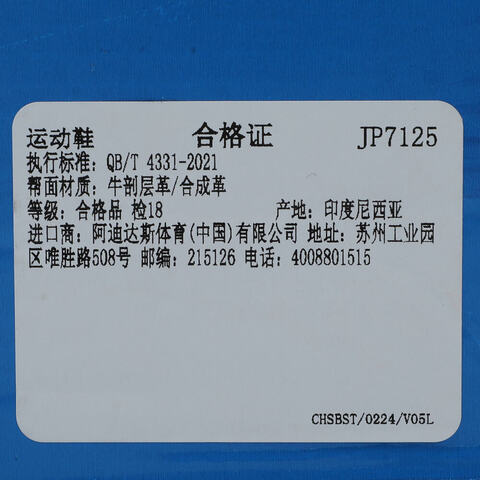 运动鞋 合格证 JP7125
执行标准: QB/T 4331-2021
帮面材质: 牛剖层革/合成革
等级: 合格品 检18 产地: 印度尼西亚
进口商: 阿迪达斯体育(中国)有限公司 地址: 苏州工业园
区唯胜路508号 邮编: 215126 电话: 4008801515
CHSBST/0224/V05L